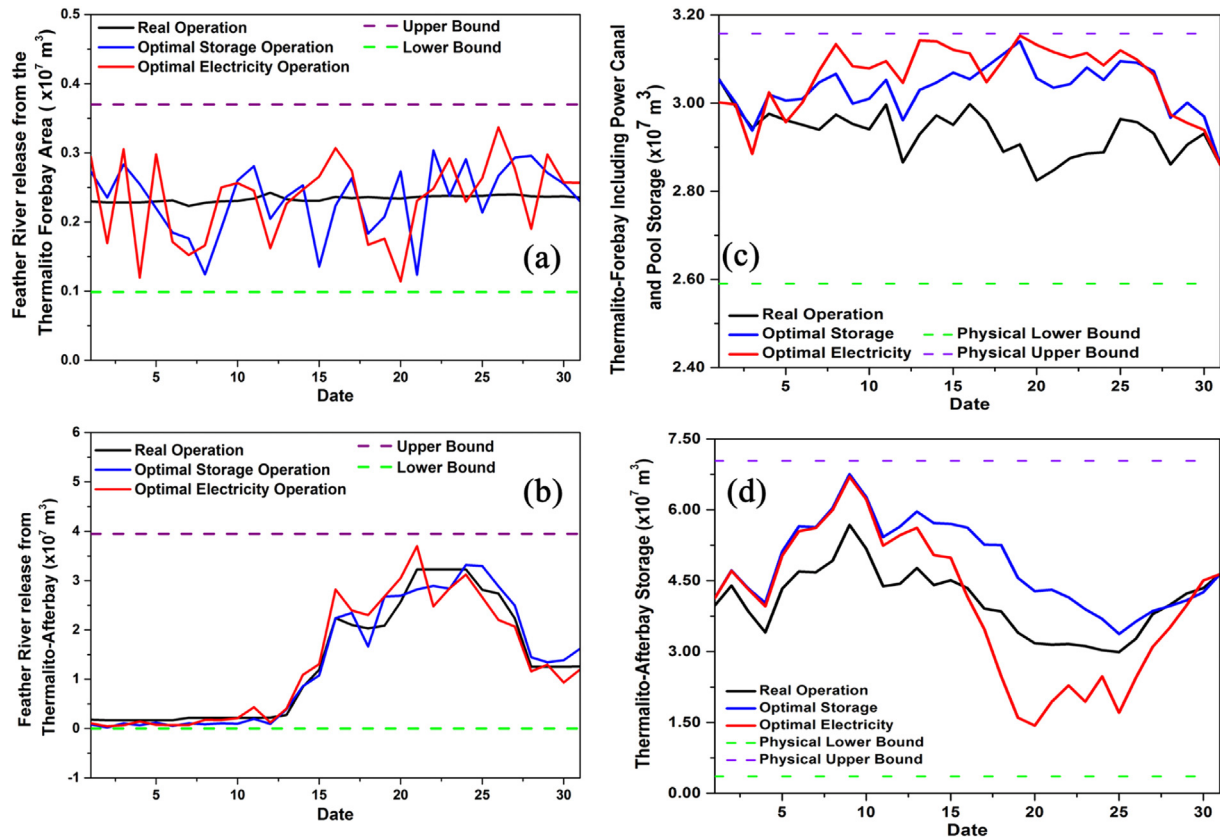 Feather River release from the
Thermalito Forebay Area ( x10⁷ m³)
0.5
0.4
0.3
0.2
0.1
0.0
Real Operation
Optimal Storage Operation
Optimal Electricity Operation
Upper Bound
Lower Bound
(a)
5
10
15
20
25
30
Date
Thermalito-Forebay Including Power Canal
and Pool Storage (x10⁷ m³)
3.20
3.00
2.80
2.60
2.40
(c)
Real Operation
Optimal Storage
Optimal Electricity
Physical Lower Bound
Physical Upper Bound
5
10
15
20
25
30
Date
Feather River release from
Thermalito-Afterbay (x10⁷ m³)
6
5
4
3
2
1
0
-1
Real Operation
Optimal Storage Operation
Optimal Electricity Operation
Upper Bound
Lower Bound
(b)
5
10
15
20
25
30
Date
Thermalito-Afterbay Storage (x10⁷ m³)
7.50
6.00
4.50
3.00
1.50
0.00
(d)
Real Operation
Optimal Storage
Optimal Electricity
Physical Lower Bound
Physical Upper Bound
5
10
15
20
25
30
Date